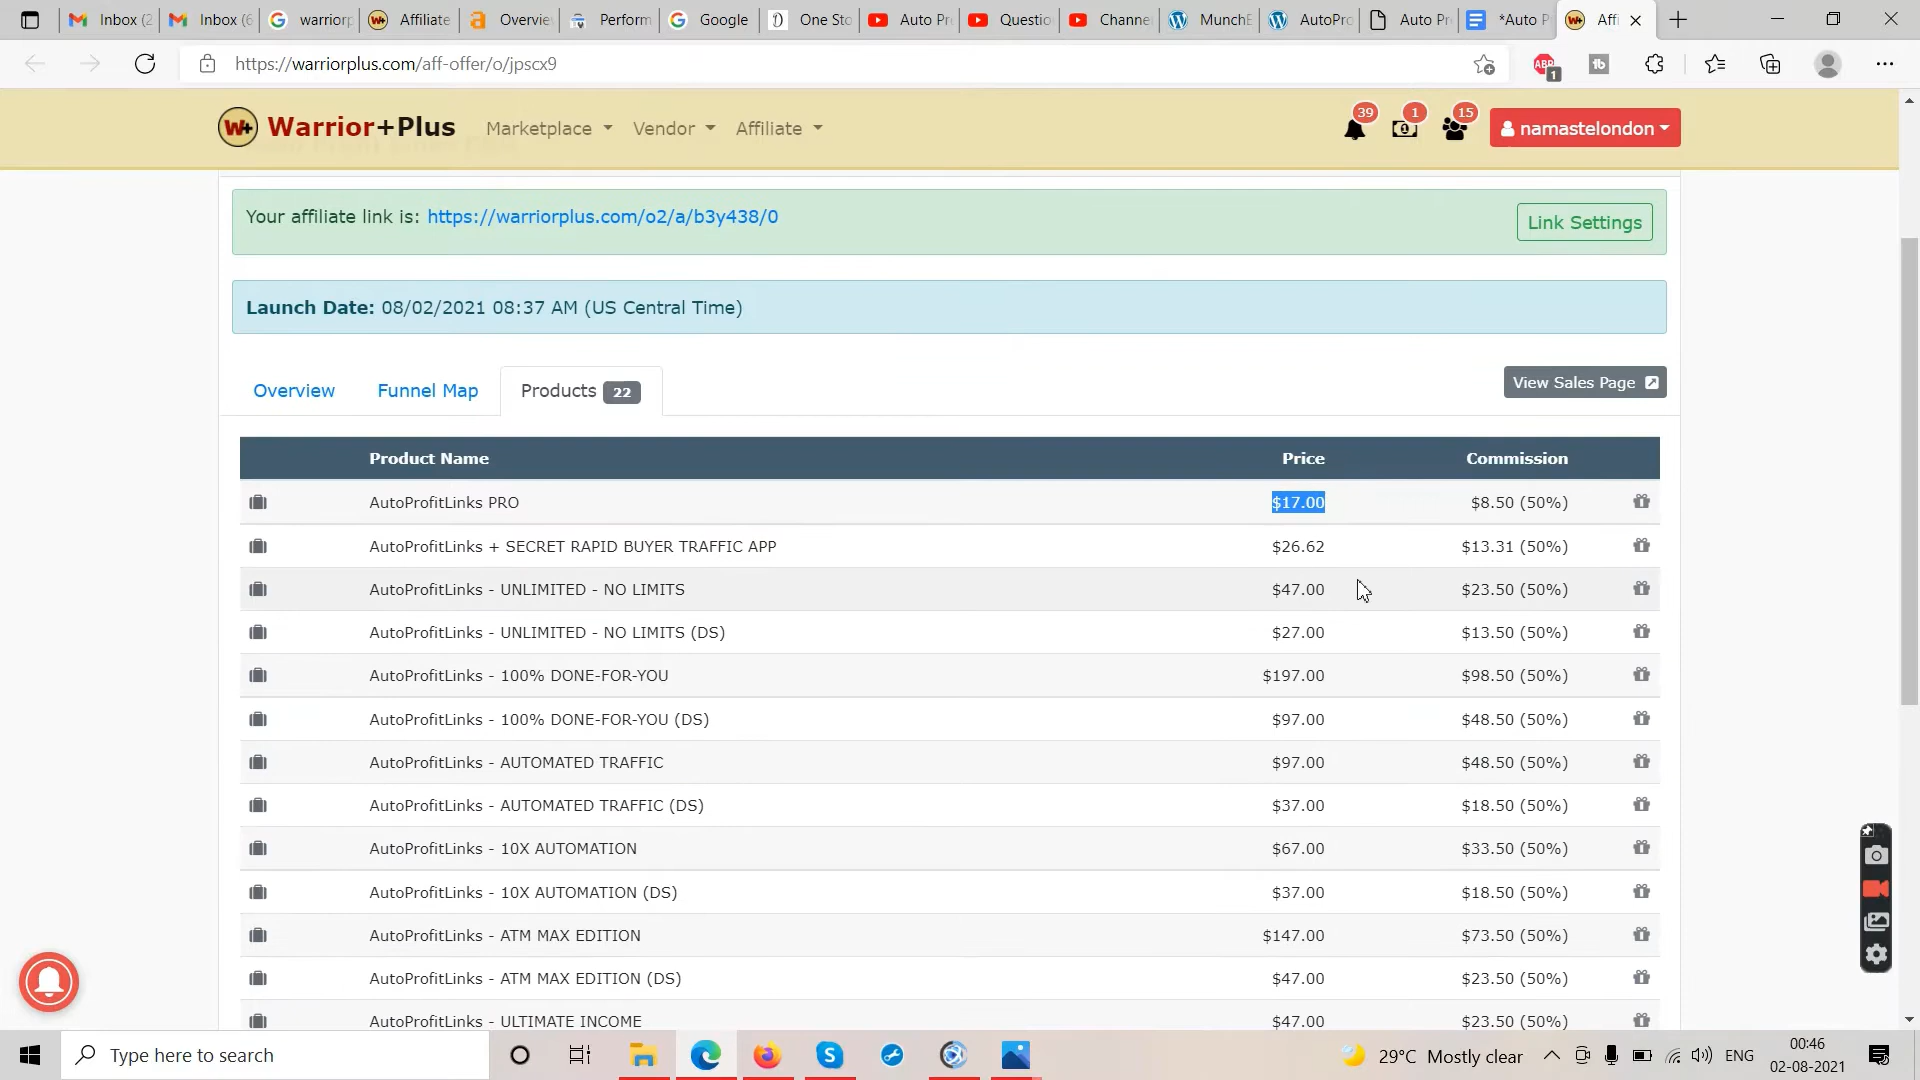 Inbox (2
Inbox (6
warriorp
Affiliate
Overvie
Perform
Google
One Sto
Auto Pr
Questio
Channe
MunchE
AutoPro
Auto Pr
*Auto P
Affi
https://warriorplus.com/aff-offer/o/jpscx9
ABP
1
tb
W+ Warrior+Plus
Marketplace
Vendor
Affiliate
39
1
15
namastelondon
Your affiliate link is: https://warriorplus.com/o2/a/b3y438/0
Link Settings
Launch Date: 08/02/2021 08:37 AM (US Central Time)
Overview
Funnel Map
Products 22
View Sales Page
Product Name Price Commission
AutoProfitLinks PRO $17.00 $8.50 (50%)
AutoProfitLinks + SECRET RAPID BUYER TRAFFIC APP $26.62 $13.31 (50%)
AutoProfitLinks - UNLIMITED - NO LIMITS $47.00 $23.50 (50%)
AutoProfitLinks - UNLIMITED - NO LIMITS (DS) $27.00 $13.50 (50%)
AutoProfitLinks - 100% DONE-FOR-YOU $197.00 $98.50 (50%)
AutoProfitLinks - 100% DONE-FOR-YOU (DS) $97.00 $48.50 (50%)
AutoProfitLinks - AUTOMATED TRAFFIC $97.00 $48.50 (50%)
AutoProfitLinks - AUTOMATED TRAFFIC (DS) $37.00 $18.50 (50%)
AutoProfitLinks - 10X AUTOMATION $67.00 $33.50 (50%)
AutoProfitLinks - 10X AUTOMATION (DS) $37.00 $18.50 (50%)
AutoProfitLinks - ATM MAX EDITION $147.00 $73.50 (50%)
AutoProfitLinks - ATM MAX EDITION (DS) $47.00 $23.50 (50%)
AutoProfitLinks - ULTIMATE INCOME $47.00 $23.50 (50%)
Type here to search
29°C Mostly clear
ENG
00:46
02-08-2021